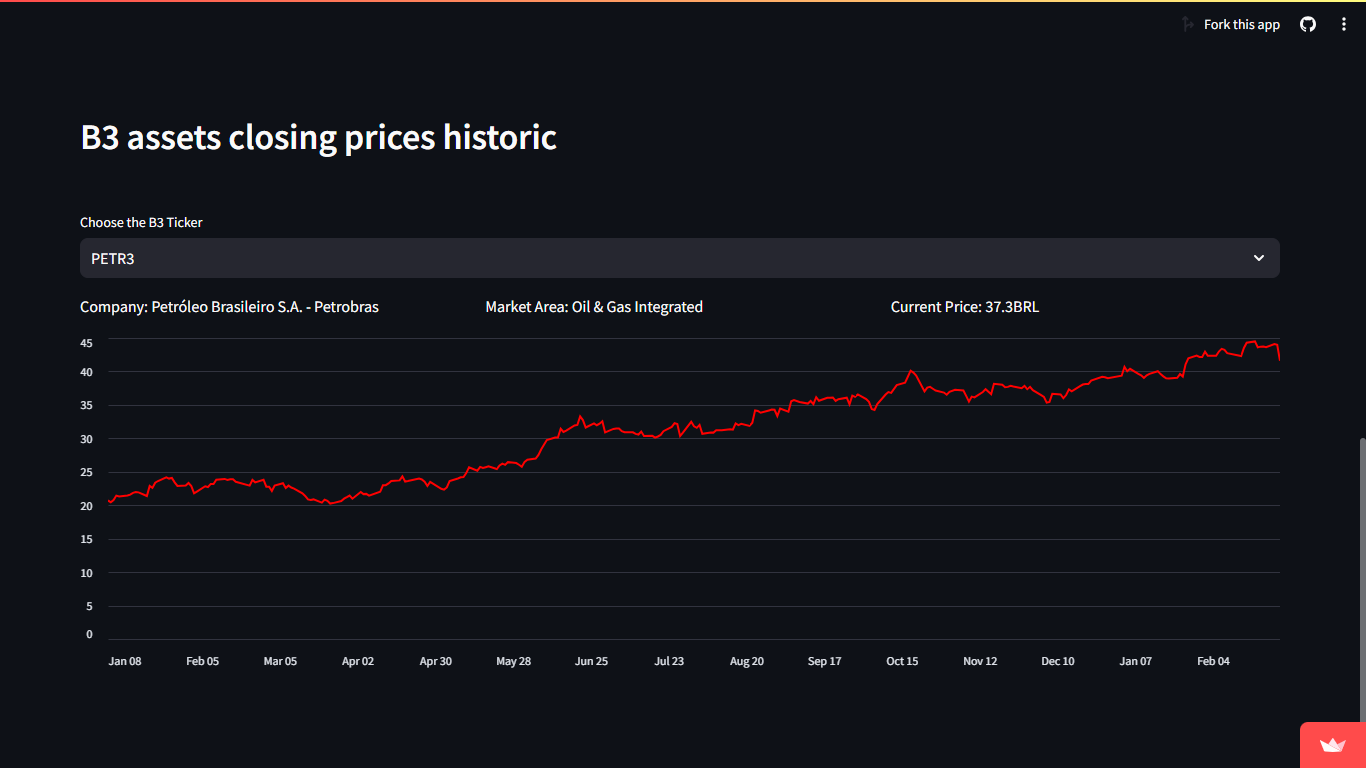 Fork this app
B3 assets closing prices historic
Choose the B3 Ticker
PETR3
Company: Petróleo Brasileiro S.A. - Petrobras
Market Area: Oil & Gas Integrated
Current Price: 37.3BRL
45
40
35
30
25
20
15
10
5
0
Jan 08 Feb 05 Mar 05 Apr 02 Apr 30 May 28 Jun 25 Jul 23 Aug 20 Sep 17 Oct 15 Nov 12 Dec 10 Jan 07 Feb 04